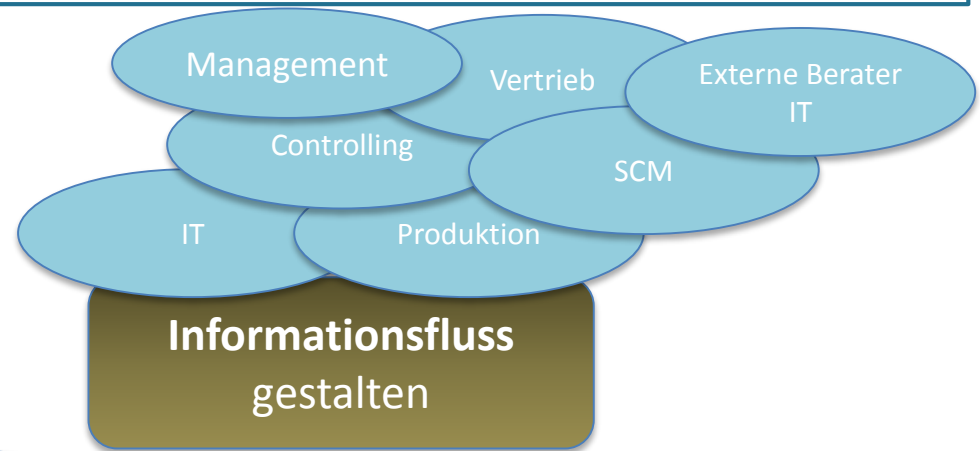 Management
Vertrieb
Externe Berater
IT
Controlling
SCM
IT
Produktion
Informationsfluss
gestalten